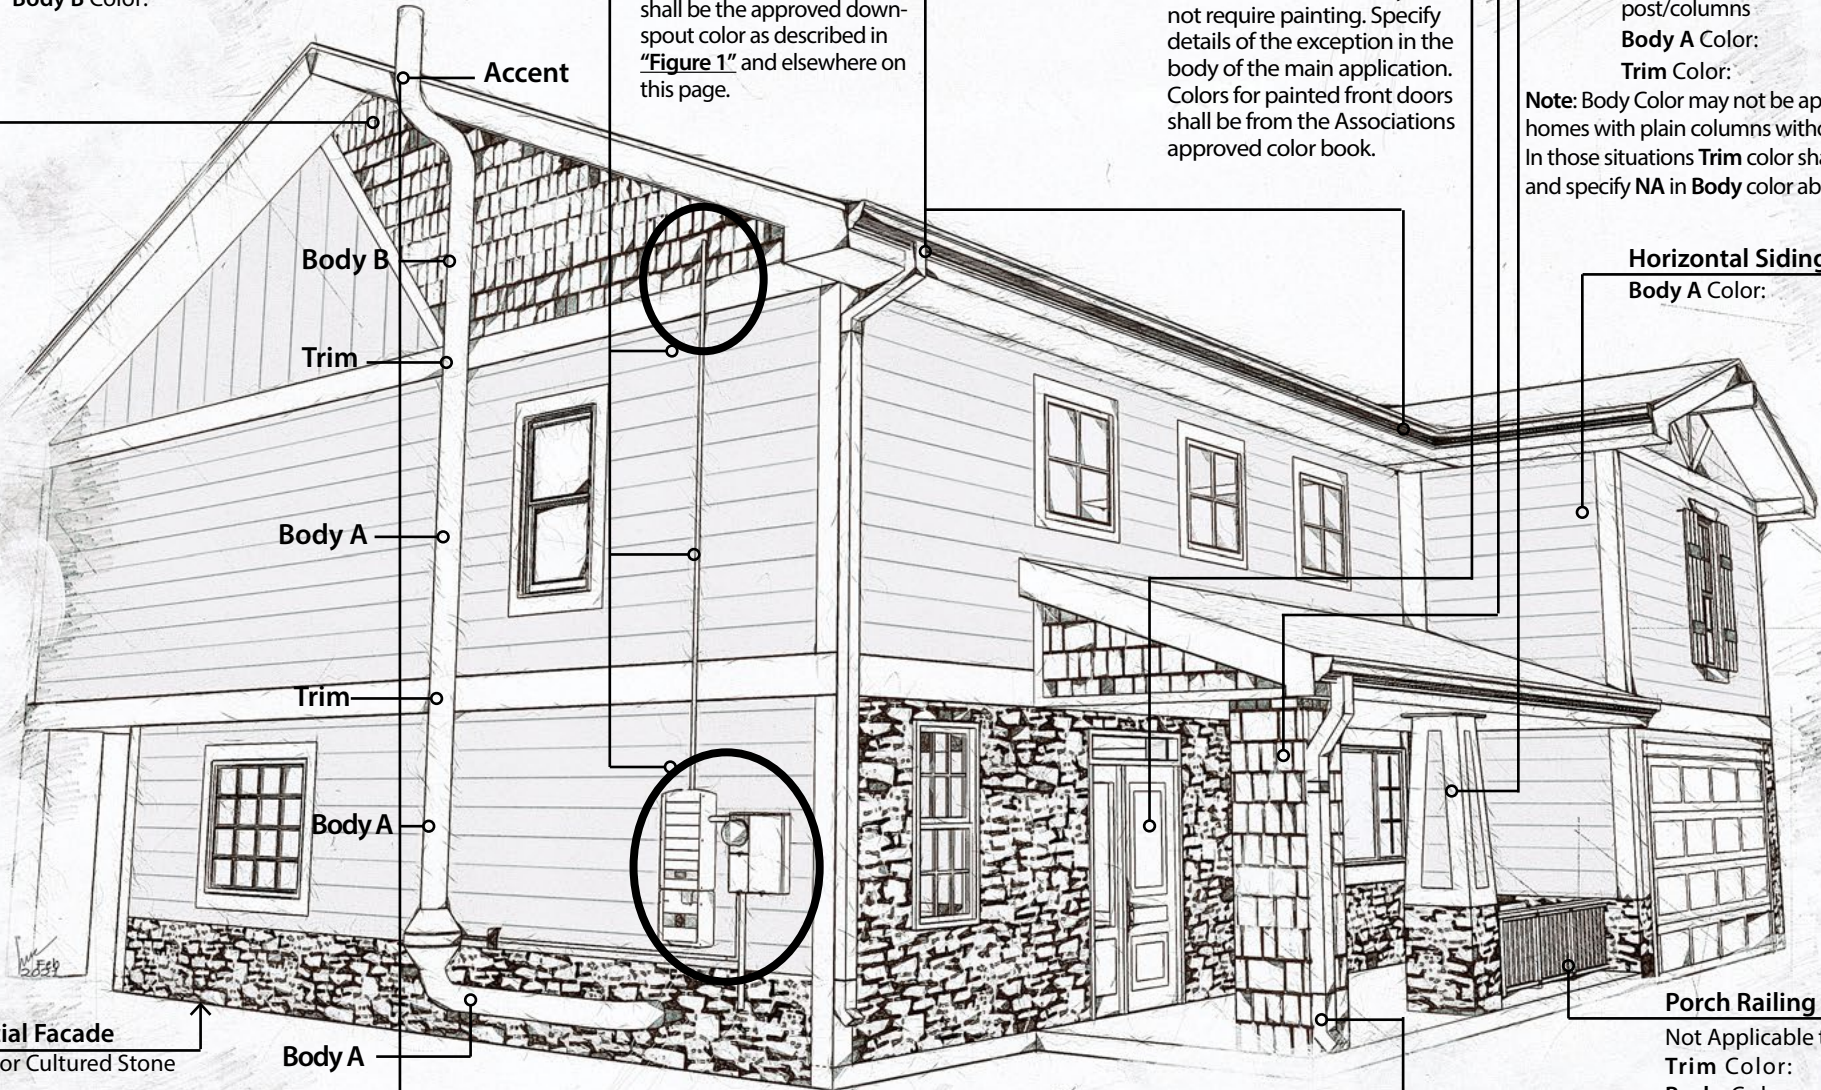 Body B Color:
shall be the approved down-
spout color as described in
"Figure 1" and elsewhere on
this page.
not require painting. Specify
details of the exception in the
body of the main application.
Colors for painted front doors
shall be from the Associations
approved color book.
post/columns
Body A Color:
Trim Color:
Note: Body Color may not be ap
homes with plain columns witho
In those situations Trim color sha
and specify NA in Body color ab
Accent
Body B
Horizontal Siding
Body A Color:
Trim
Body A
Trim
Body A
Feb
Porch Railing
Not Applicable t
Trim Color:
ial Facade
or Cultured Stone
Body A